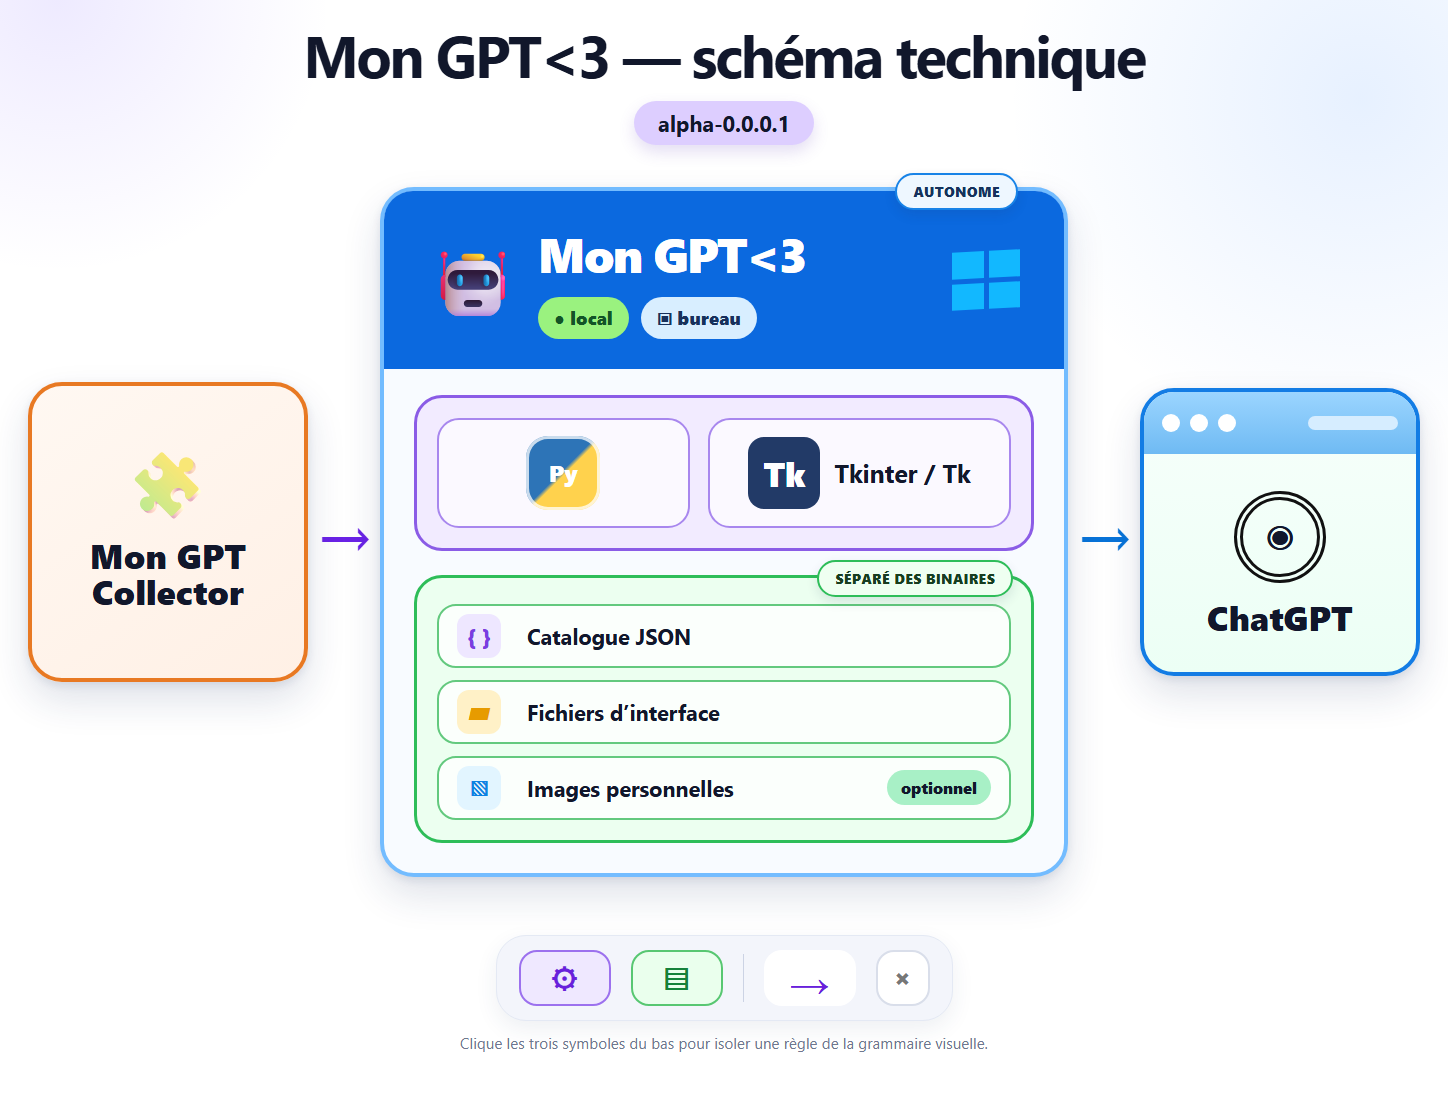 Mon GPT<3 — schéma technique
alpha-0.0.0.1
AUTONOME
Mon GPT<3
● local
▣ bureau
Py
Tk
Tkinter / Tk
Mon GPT
Collector
→
→
ChatGPT
SÉPARÉ DES BINAIRES
{ }
Catalogue JSON
Fichiers d’interface
Images personnelles
optionnel
Clique les trois symboles du bas pour isoler une règle de la grammaire visuelle.